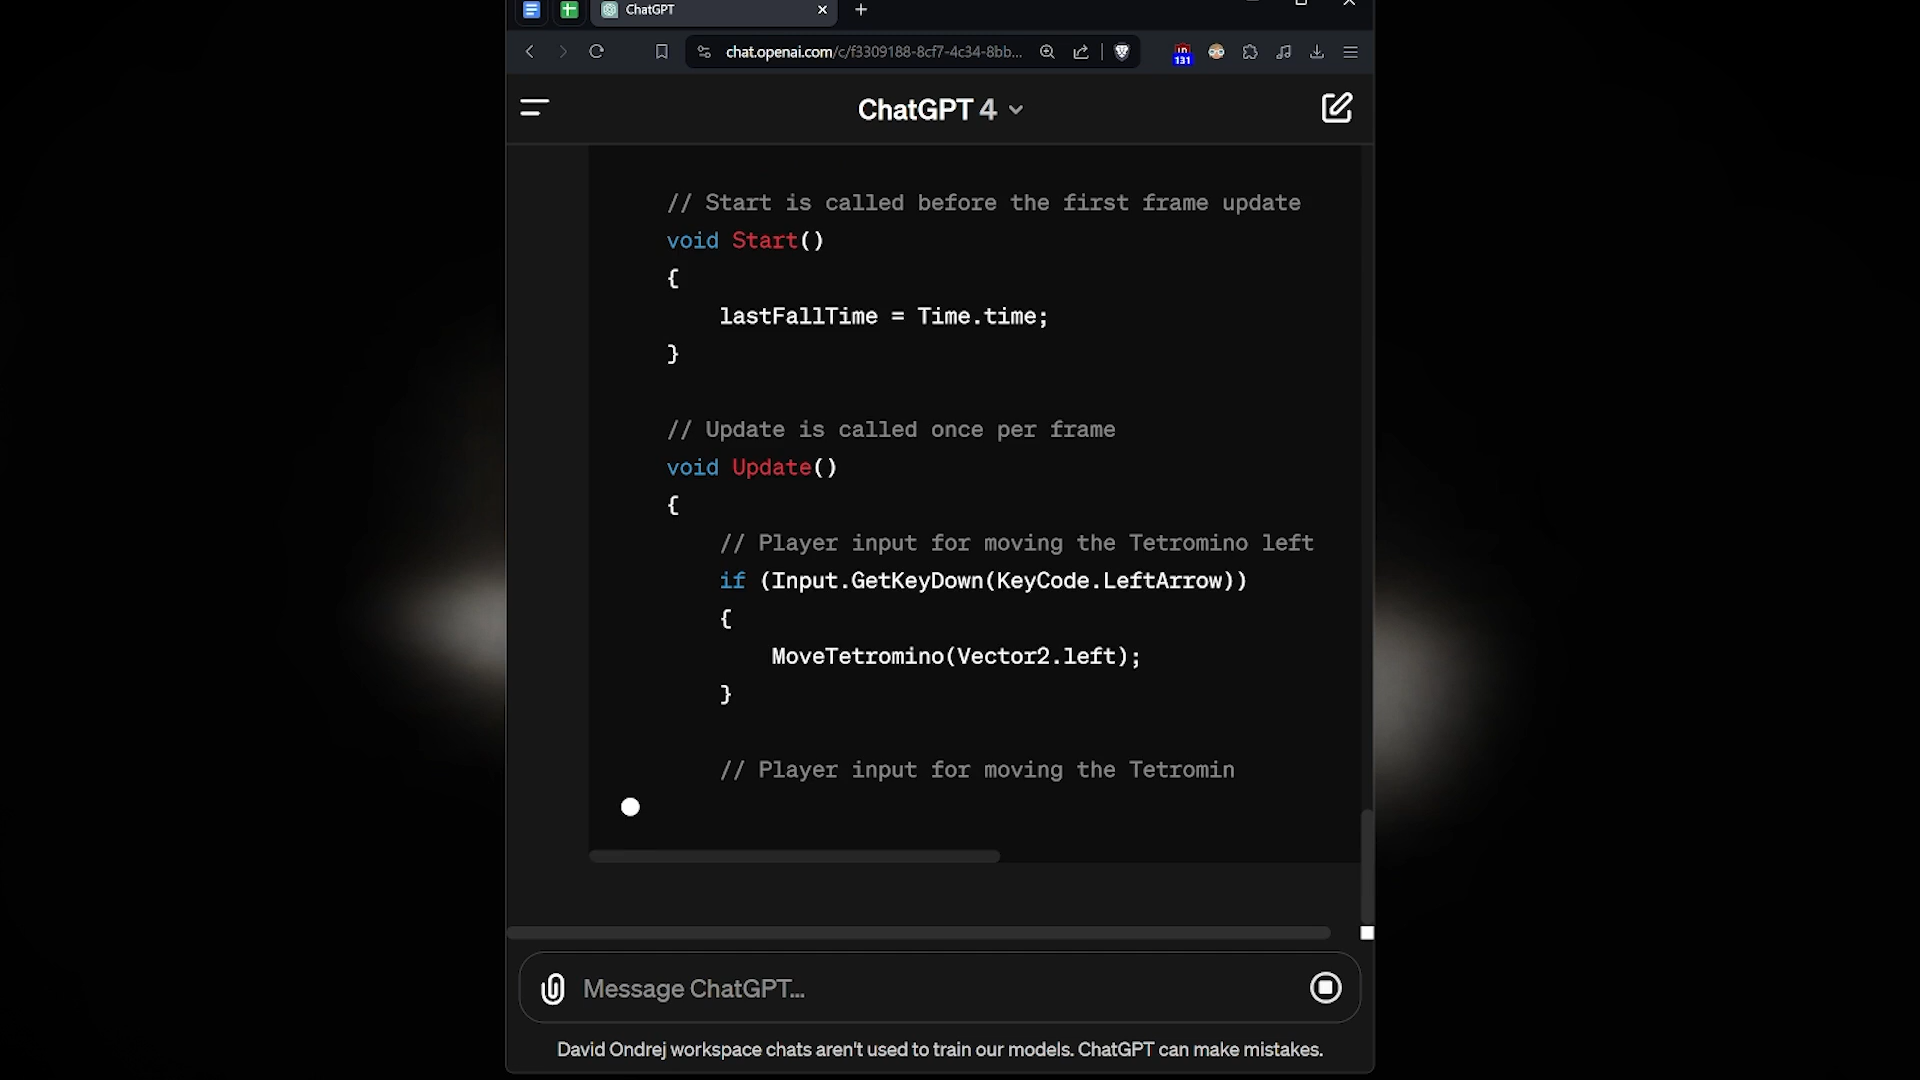 ChatGPT
chat.openai.com/c/f3309188-8cf7-4c34-8bb...
131
ChatGPT 4
// Start is called before the first frame update
void Start()
{
lastFallTime = Time.time;
}
// Update is called once per frame
void Update()
{
// Player input for moving the Tetromino left
if (Input.GetKeyDown(KeyCode.LeftArrow))
{
MoveTetromino(Vector2.left);
}
// Player input for moving the Tetromin
Message ChatGPT...
David Ondrej workspace chats aren't used to train our models. ChatGPT can make mistakes.